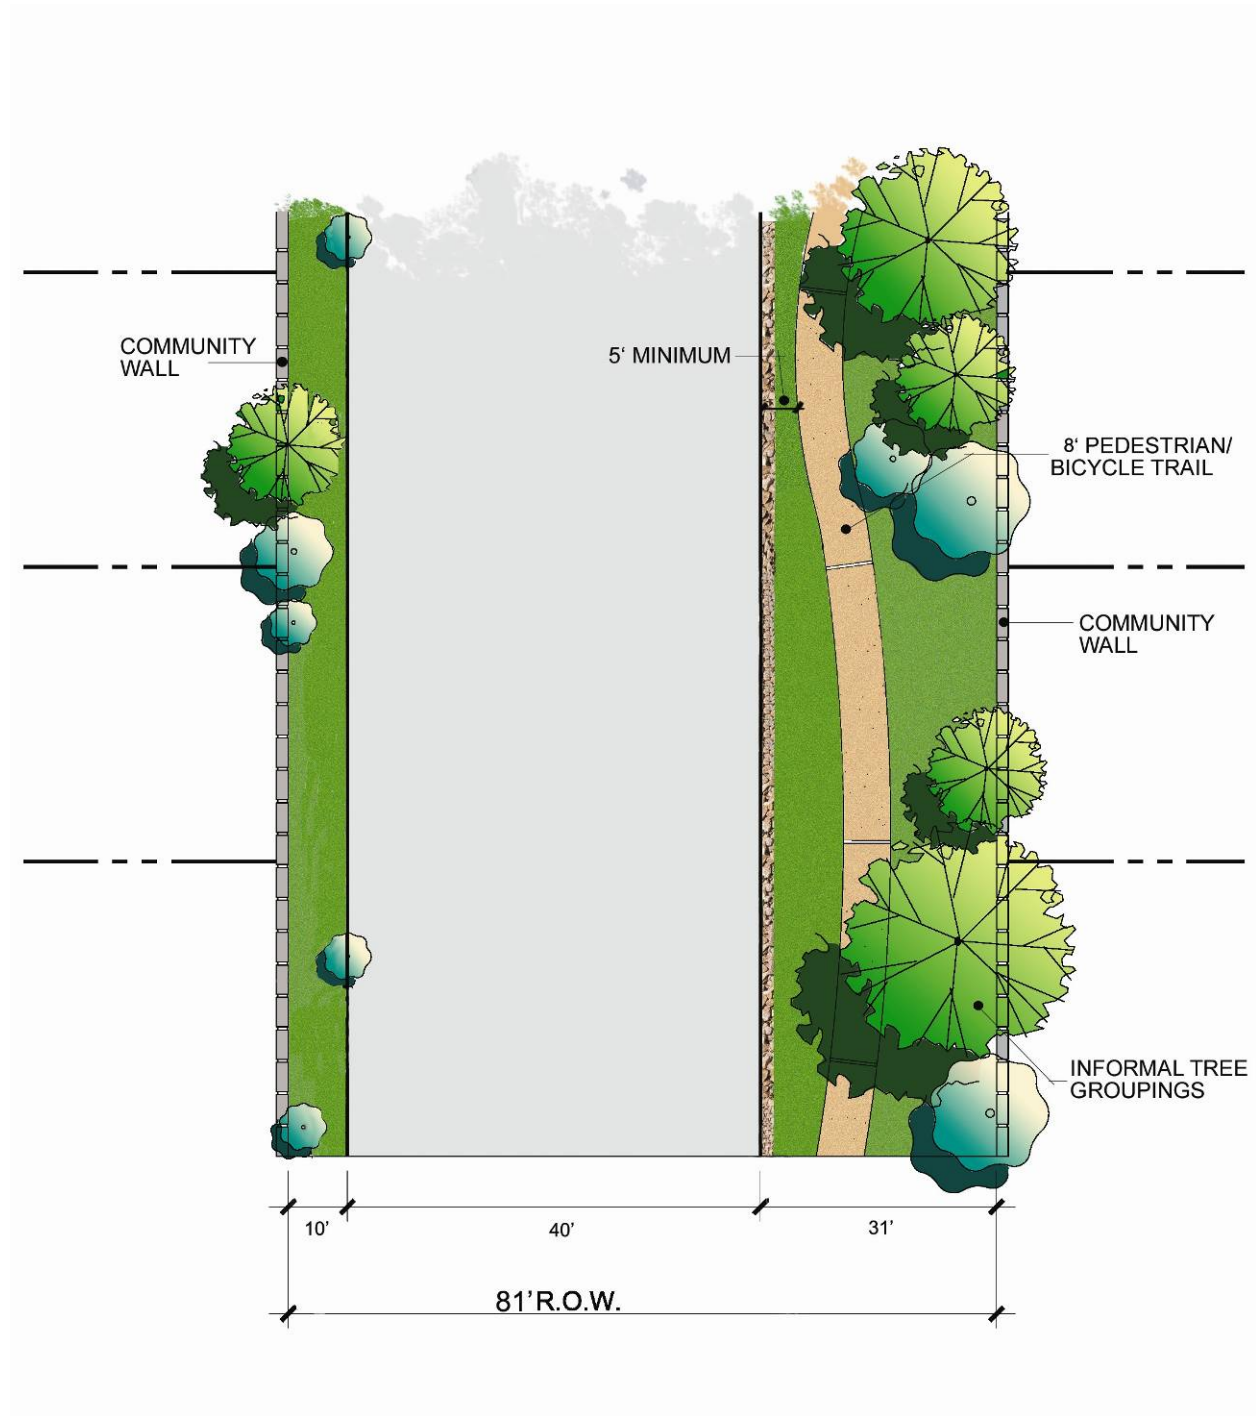 COMMUNITY
WALL
5‘ MINIMUM
8‘ PEDESTRIAN/
BICYCLE TRAIL
COMMUNITY
WALL
INFORMAL TREE
GROUPINGS
10’
40’
31’
81’R.O.W.